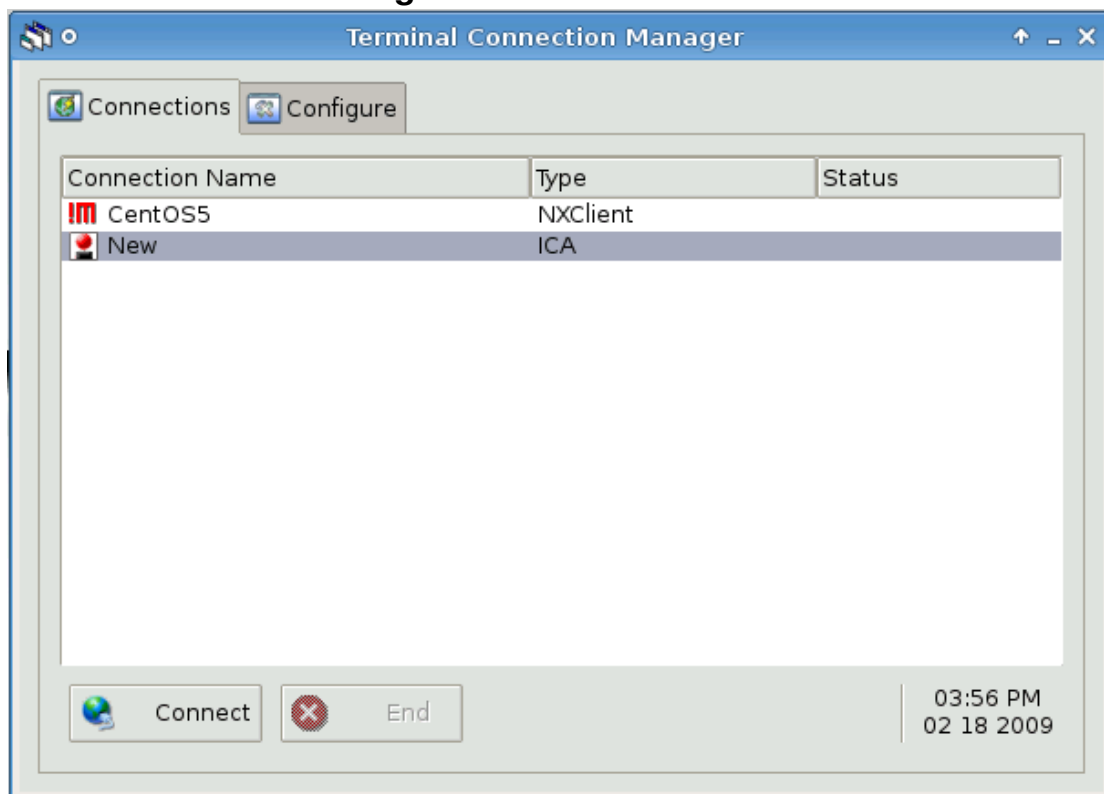 Terminal Connection Manager
Connections Configure
Connection Name Type Status
CentOS5 NXClient
New ICA
Connect End
03:56 PM
02 18 2009